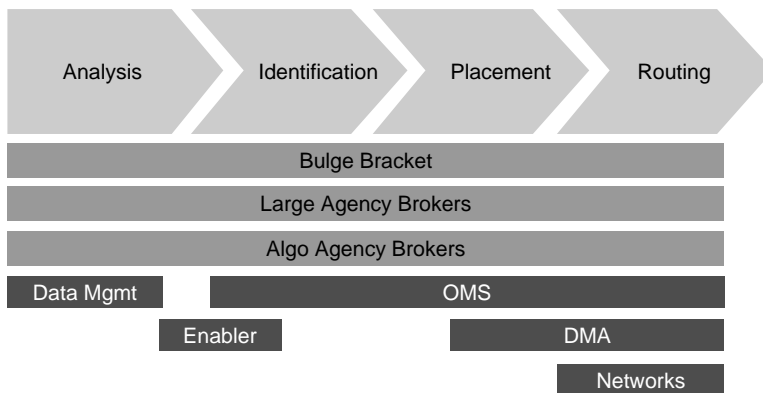 Analysis
Identification
Placement
Routing
Bulge Bracket
Large Agency Brokers
Algo Agency Brokers
Data Mgmt
OMS
Enabler
DMA
Networks